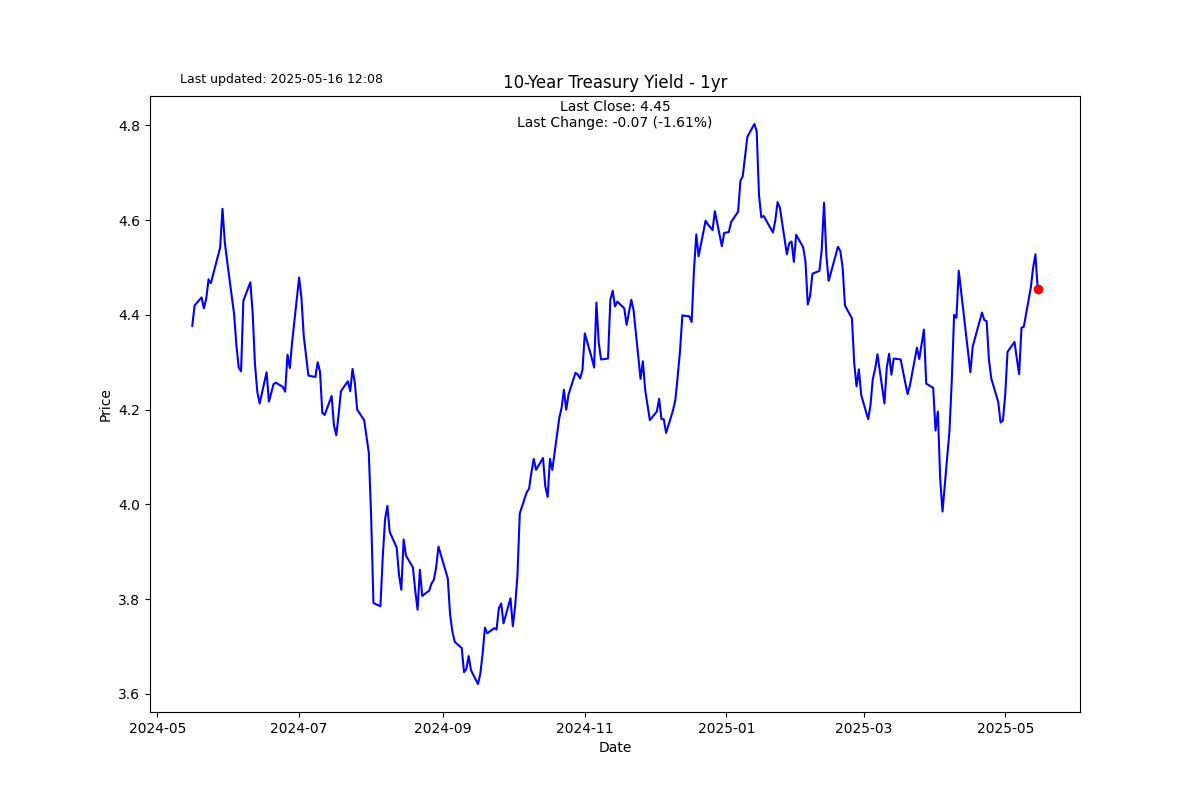 Last updated: 2025-05-16 12:08
10-Year Treasury Yield - 1yr
Last Close: 4.45
Last Change: -0.07 (-1.61%)
4.8
4.6
4.4
4.2
4.0
3.8
3.6
Price
2024-05
2024-07
2024-09
2024-11
2025-01
2025-03
2025-05
Date